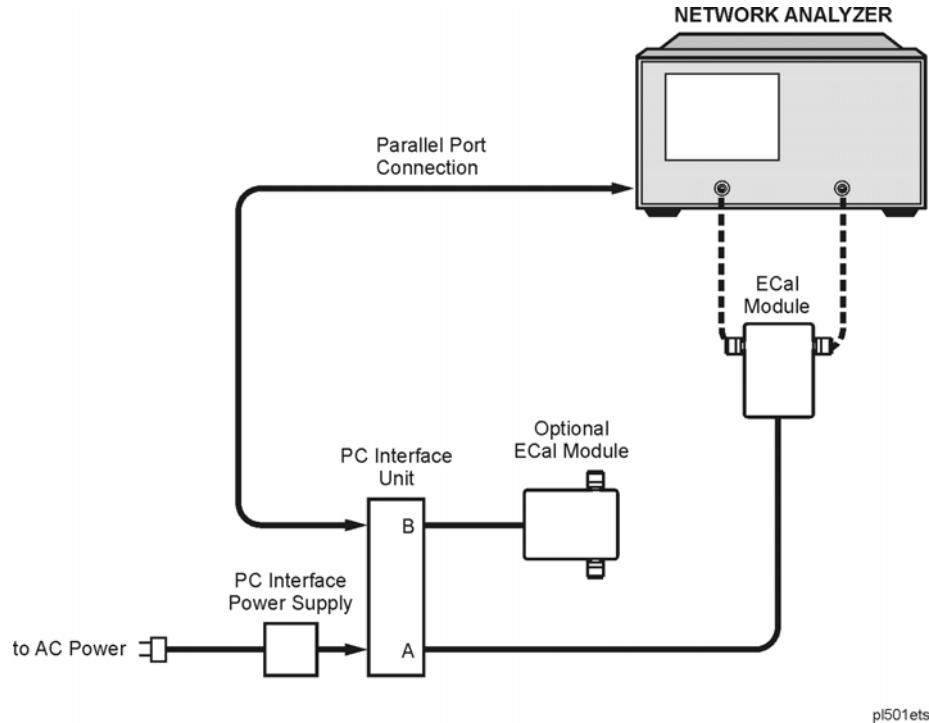 NETWORK ANALYZER
Parallel Port
Connection
ECal
Module
Optional
ECal Module
PC Interface
Unit
B
PC Interface
Power Supply
to AC Power
A
pl501ets